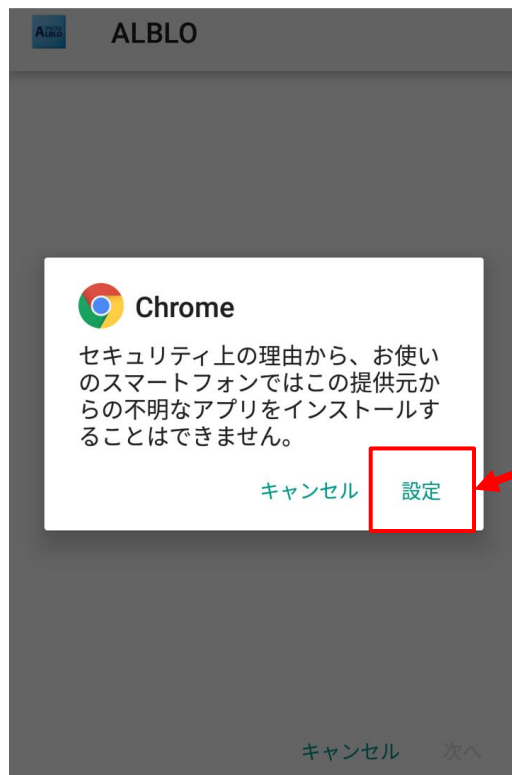 ALBLO
Chrome
セキュリティ上の理由から、お使い
のスマートフォンではこの提供元か
らの不明なアプリをインストールす
ることはできません。
キャンセル 設定
キャンセル 次へ